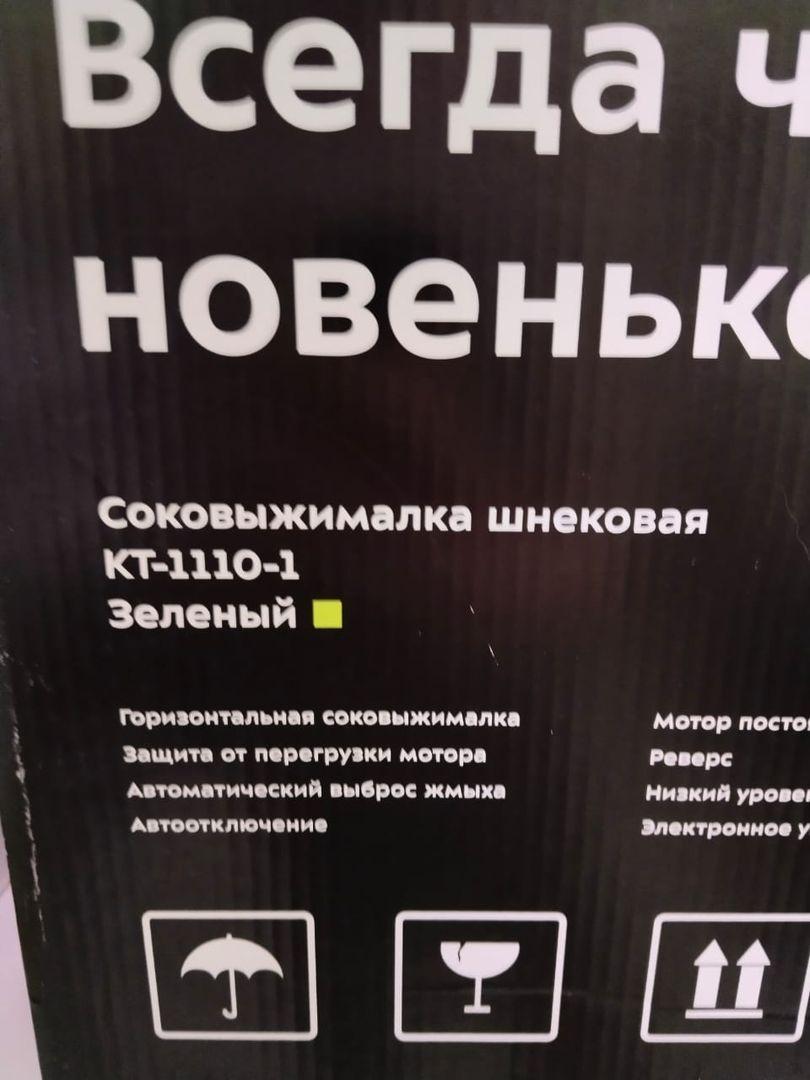 Всегда ч
новеньк
Соковыжималка шнековая
КТ-1110-1
Зеленый
Горизонтальная соковыжималка
Защита от перегрузки мотора
Автоматический выброс жмыха
Автоотключение
Мотор посто
Реверс
Низкий урове
Электронное у